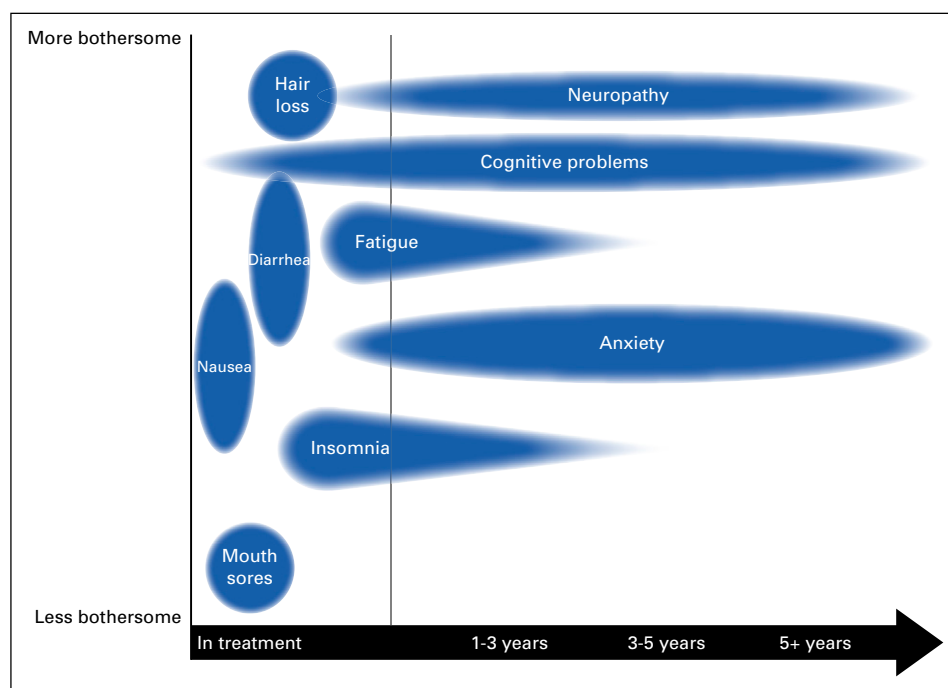 More bothersome
Hair
loss
Neuropathy
Cognitive problems
Fatigue
Diarrhea
Anxiety
Nausea
Insomnia
Mouth
sores
Less bothersome
In treatment
1-3 years
3-5 years
5+ years